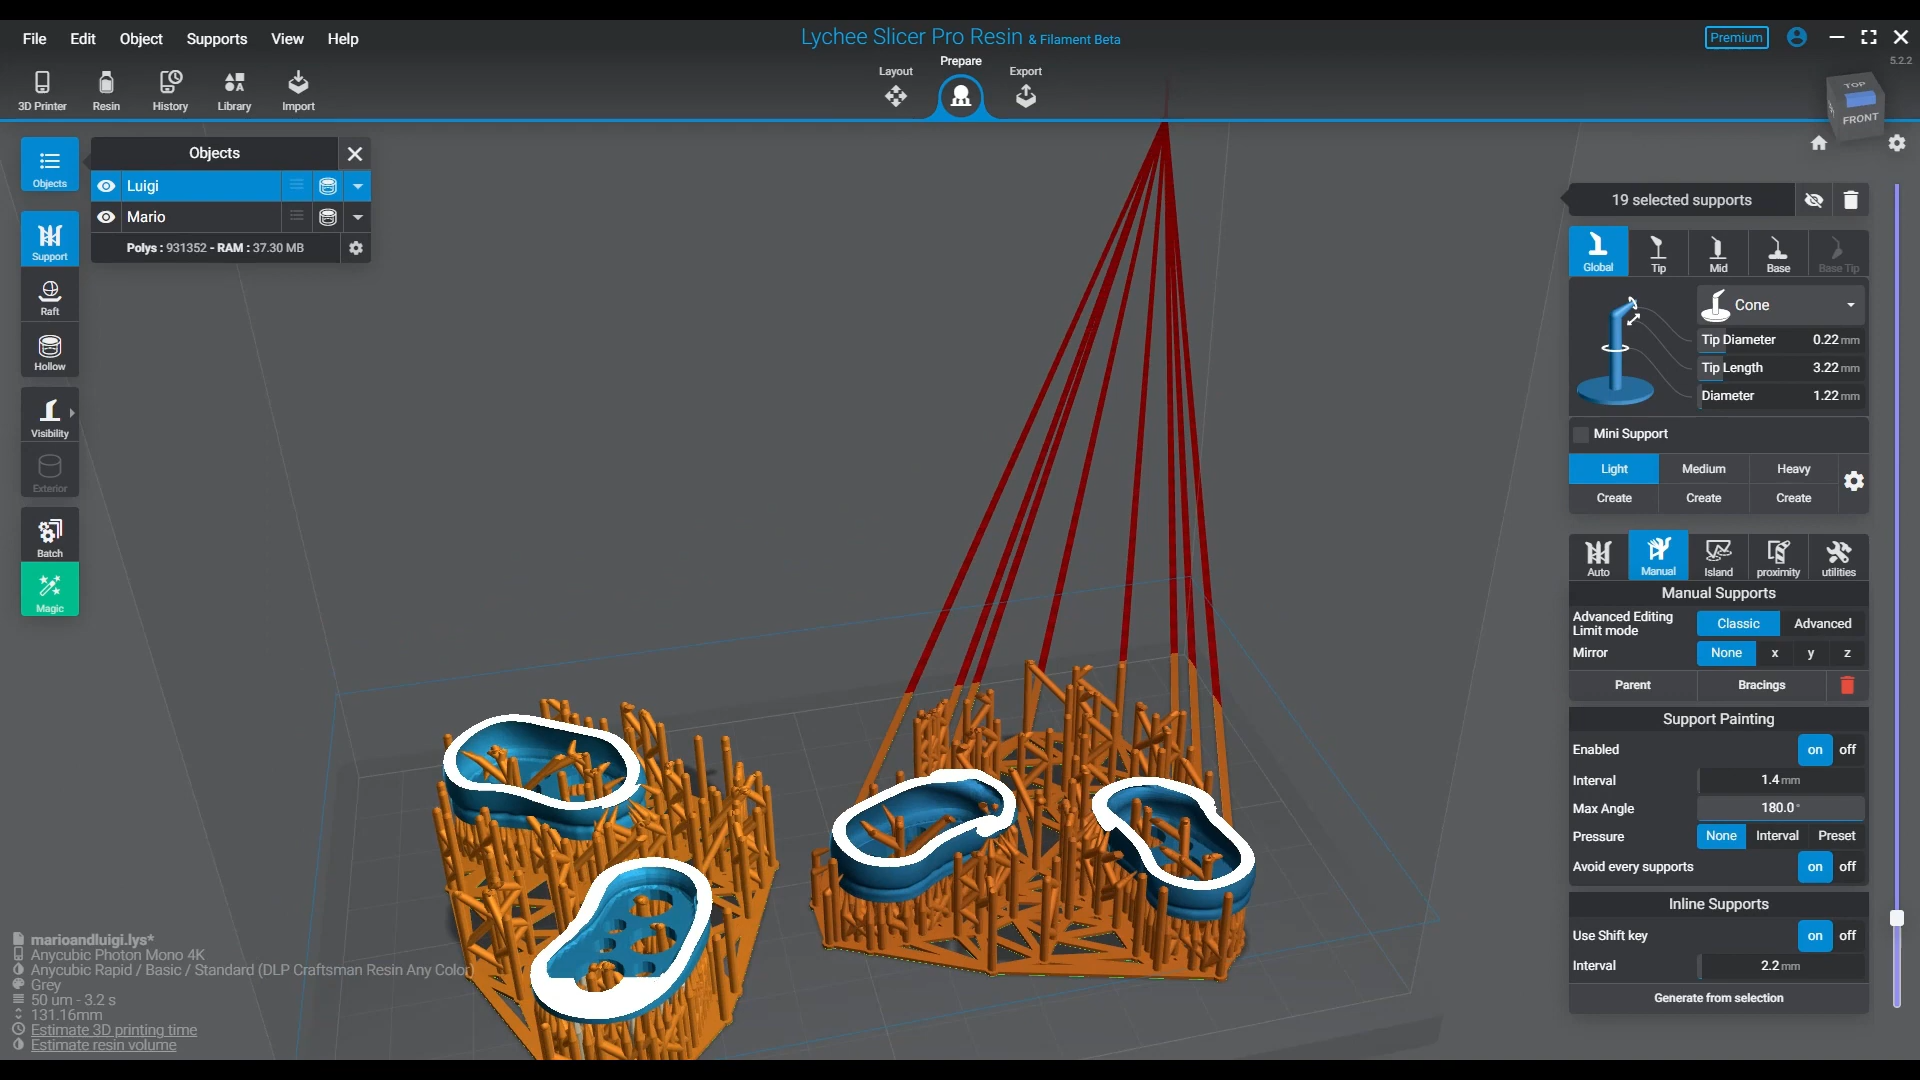 File Edit Object Supports View Help
Lychee Slicer Pro Resin & Filament Beta
Premium
5.2.2
3D Printer Resin History Library Import
Layout Prepare Export
TOP
FRONT
Objects
Objects
Luigi
Mario
Polys : 931352 - RAM : 37.30 MB
Support
Raft
Hollow
Visibility
Exterior
Batch
Magic
19 selected supports
Global Tip Mid Base Base Tip
Cone
Tip Diameter 0.22 mm
Tip Length 3.22 mm
Diameter 1.22 mm
Mini Support
Light Medium Heavy
Create Create Create
Auto Manual Island proximity utilities
Manual Supports
Advanced Editing
Limit mode
Classic Advanced
Mirror None x y z
Parent Bracings
Support Painting
Enabled on off
Interval 1.4 mm
Max Angle 180.0 °
Pressure None Interval Preset
Avoid every supports on off
Inline Supports
Use Shift key on off
Interval 2.2 mm
Generate from selection
marioandluigi.lys*
Anycubic Photon Mono 4K
Anycubic Rapid / Basic / Standard (DLP Craftsman Resin Any Color)
Grey
50 um - 3.2 s
131.16mm
Estimate 3D printing time
Estimate resin volume